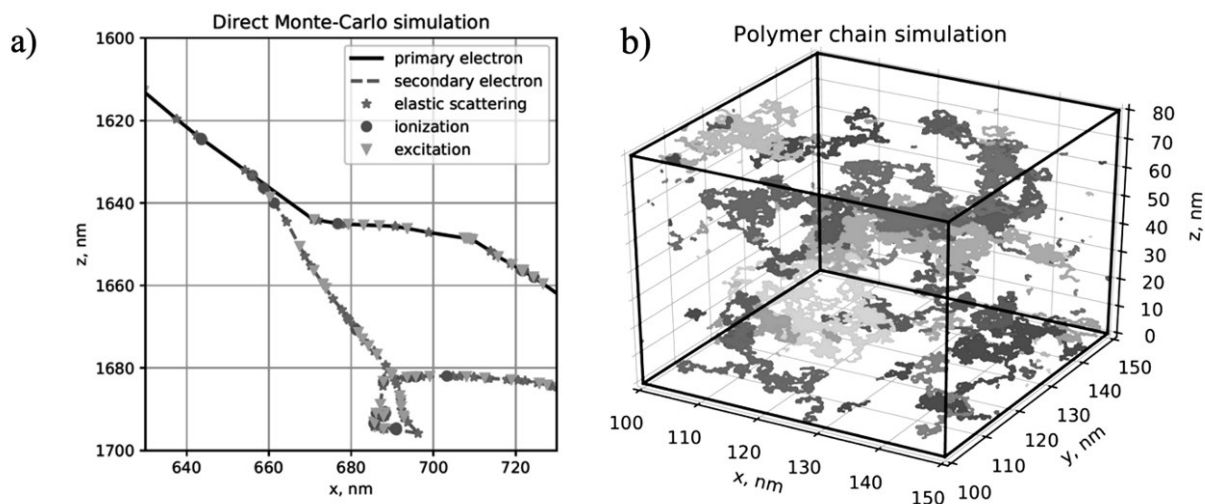 a)
Direct Monte-Carlo simulation
1600
1620
1640
1660
1680
1700
z, nm
primary electron
secondary electron
elastic scattering
ionization
excitation
640
660
680
700
720
x, nm
b)
Polymer chain simulation
80
70
60
50
40
30
20
10
0
z, nm
100
110
120
130
140
150
x, nm
100
110
120
130
140
150
y, nm